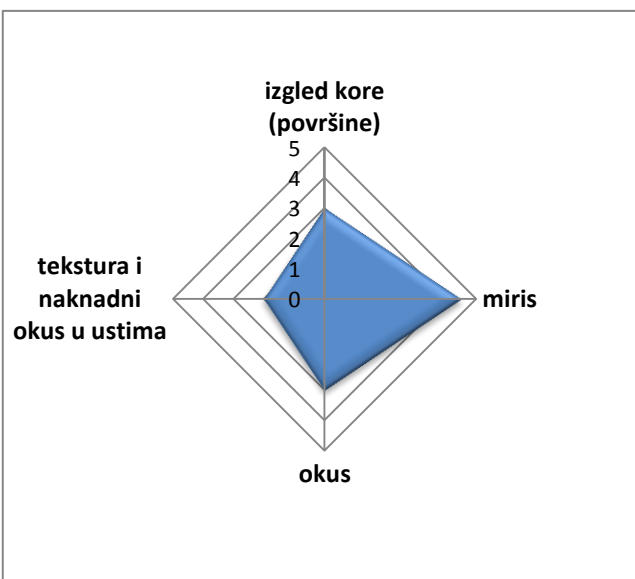 izgled kore
(površine)
5
4
3
2
1
0
tekstura i
naknadni
okus u ustima
miris
okus